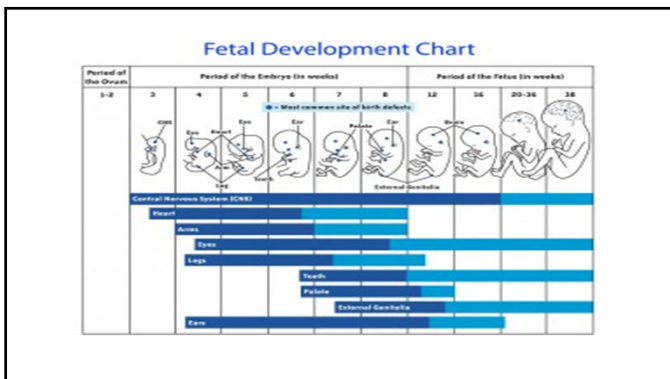 Fetal Development Chart
Period of the Ovum
Period of the Embryo (in weeks)
Period of the Fetus (in weeks)
1-2 3 4 5 6 7 8 12 16 20-36 38
• = Most common site of birth defects
CNS
Eye
Heart
Eye
Ear
Palate
Ear
Brain
Arm
Leg
Teeth
External Genitalia
Central Nervous System (CNS)
Heart
Arms
Eyes
Legs
Teeth
Palate
External Genitalia
Ears